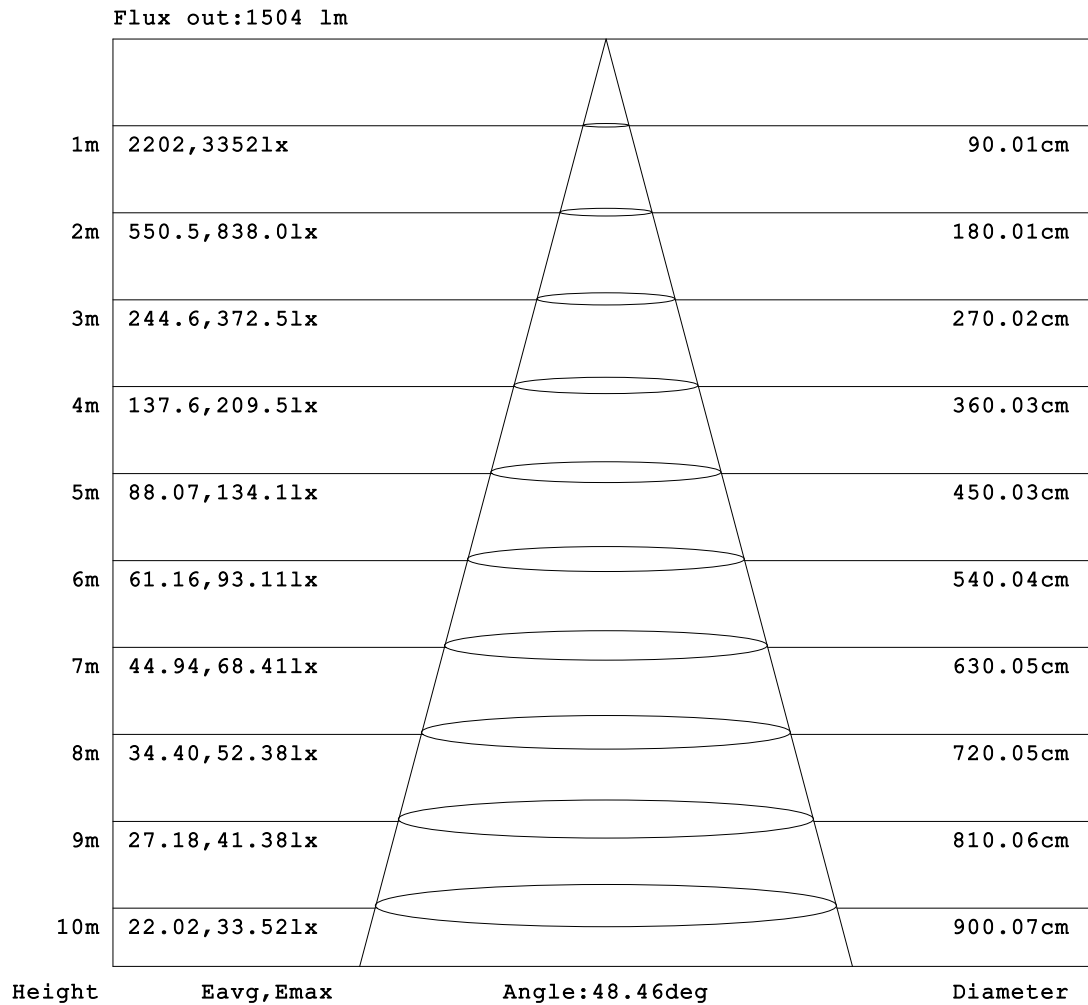 Flux out:1504 lm
1m 2202,3352lx 90.01cm
2m 550.5,838.0lx 180.01cm
3m 244.6,372.5lx 270.02cm
4m 137.6,209.5lx 360.03cm
5m 88.07,134.1lx 450.03cm
6m 61.16,93.11lx 540.04cm
7m 44.94,68.41lx 630.05cm
8m 34.40,52.38lx 720.05cm
9m 27.18,41.38lx 810.06cm
10m 22.02,33.52lx 900.07cm
Height Eavg,Emax Angle:48.46deg Diameter